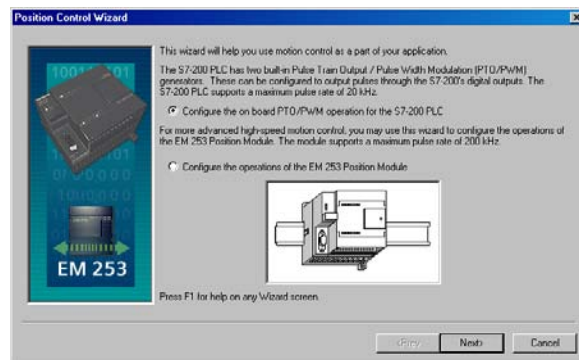 Position Control Wizard
This wizard will help you use motion control as a part of your application.
The S7-200 PLC has two built-in Pulse Train Output / Pulse Width Modulation (PTO/PWM)
generators. These can be configured to output pulses through the S7-200's digital outputs. The
S7-200 PLC supports a maximum pulse rate of 20 kHz.
Configure the on board PTO/PWM operation for the S7-200 PLC
For more advanced high-speed motion control, you may use this wizard to configure the operations of
the EM 253 Position Module. The module supports a maximum pulse rate of 200 kHz.
Configure the operations of the EM 253 Position Module
EM 253
Press F1 for help on any Wizard screen.
<Prev
Next>
Cancel